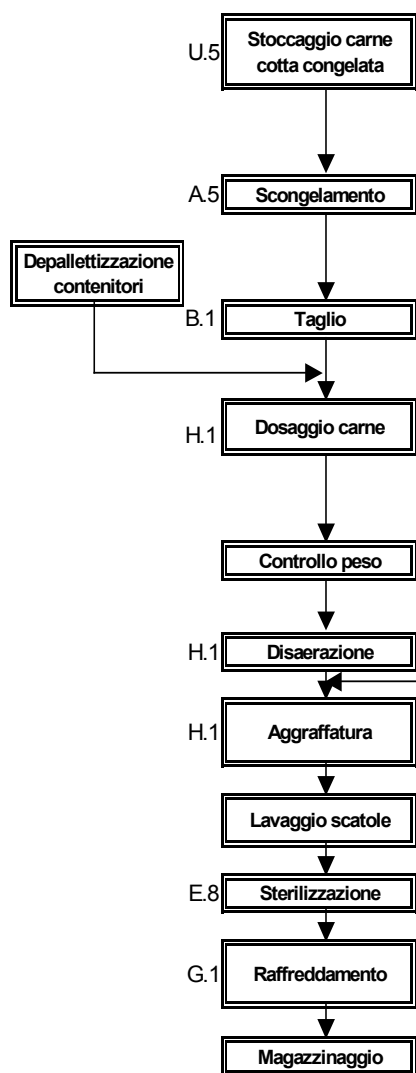 U.5
Stoccaggio carne
cotta congelata
A.5
Scongelamento
Depallettizzazione
contenitori
B.1
Taglio
H.1
Dosaggio carne
Controllo peso
H.1
Disaerazione
H.1
Aggraffatura
Lavaggio scatole
E.8
Sterilizzazione
G.1
Raffreddamento
Magazzinaggio